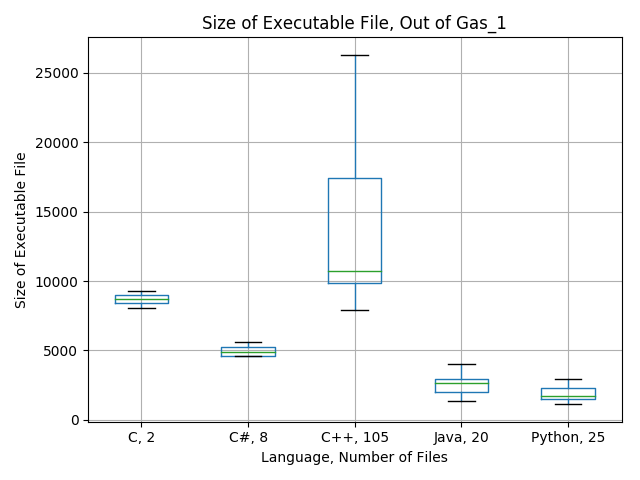 Size of Executable File, Out of Gas_1
Size of Executable File
25000
20000
15000
10000
5000
0
C, 2
C#, 8
C++, 105
Java, 20
Python, 25
Language, Number of Files